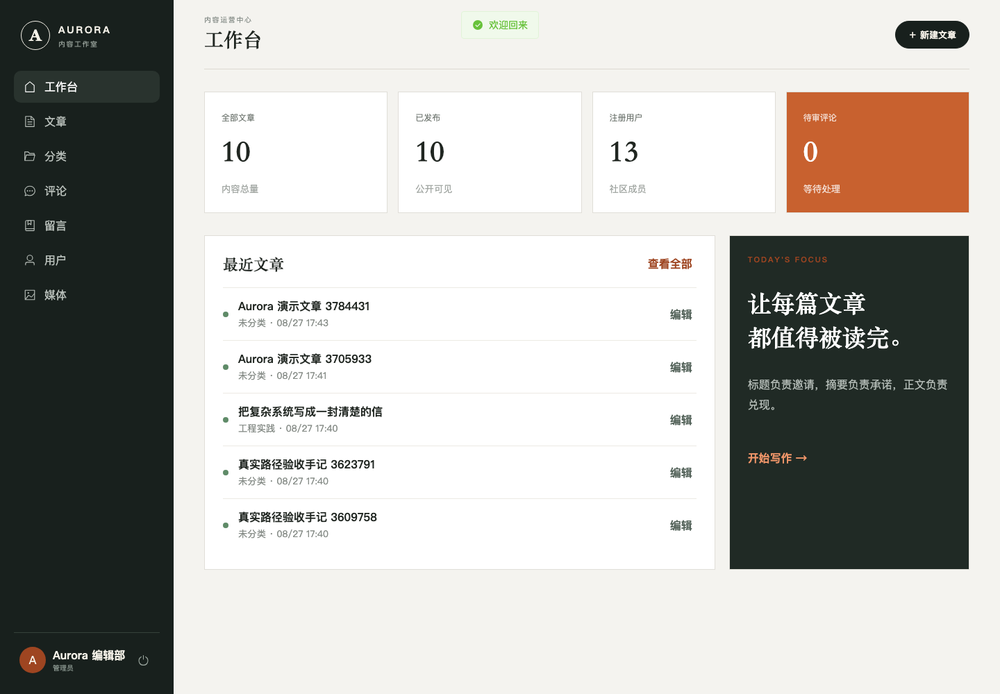 A
AURORA
内容工作室
工作台
文章
分类
评论
留言
用户
媒体
A
Aurora 编辑部
管理员
内容运营中心
工作台
欢迎回来
+ 新建文章
全部文章
10
内容总量
已发布
10
公开可见
注册用户
13
社区成员
待审评论
0
等待处理
最近文章
查看全部
Aurora 演示文章 3784431
未分类 · 08/27 17:43
编辑
Aurora 演示文章 3705933
未分类 · 08/27 17:41
编辑
把复杂系统写成一封清楚的信
工程实践 · 08/27 17:40
编辑
真实路径验收手记 3623791
未分类 · 08/27 17:40
编辑
真实路径验收手记 3609758
未分类 · 08/27 17:40
编辑
TODAY'S FOCUS
让每篇文章
都值得被读完。
标题负责邀请，摘要负责承诺，正文负责
兑现。
开始写作 →